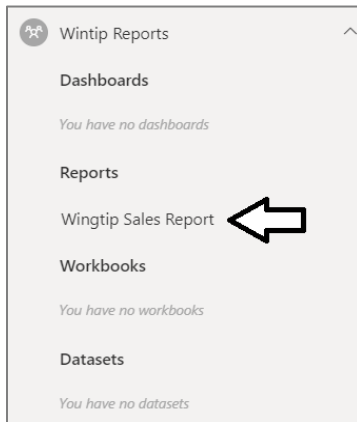 Wintip Reports
Dashboards
You have no dashboards
Reports
Wingtip Sales Report
Workbooks
You have no workbooks
Datasets
You have no datasets